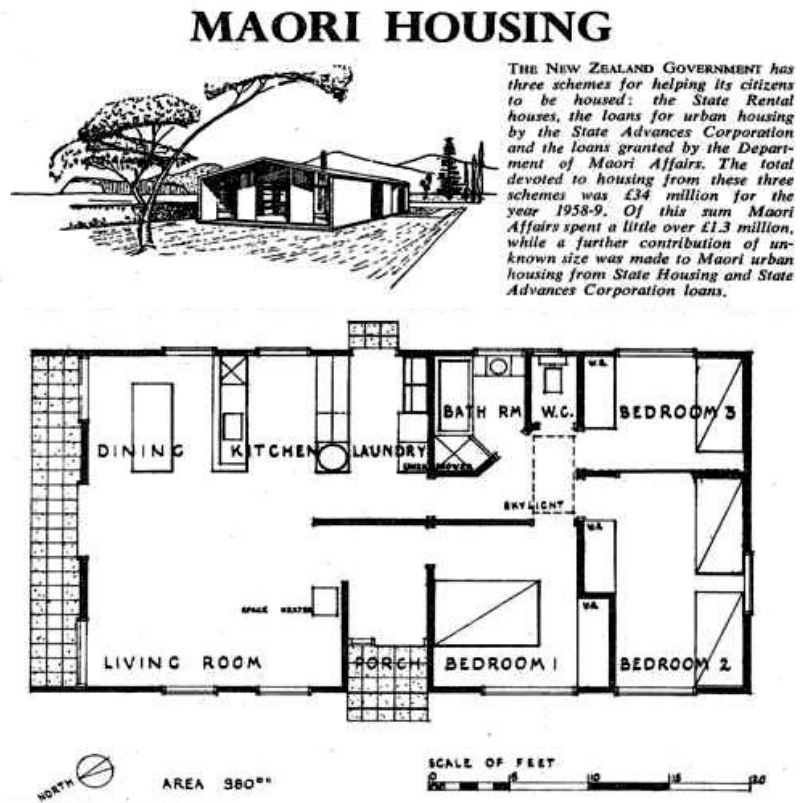 MAORI HOUSING
THE NEW ZEALAND GOVERNMENT has
three schemes for helping its citizens
to be housed: the State Rental
houses, the loans for urban housing
by the State Advances Corporation
and the loans granted by the Depart-
ment of Maori Affairs. The total
devoted to housing from these three
schemes was £34 million for the
year 1958-9. Of this sum Maori
Affairs spent a little over £1.3 million,
while a further contribution of un-
known size was made to Maori urban
housing from State Housing and State
Advances Corporation loans.
BATH RM
W.C.
BEDROOM 3
DINING
KITCHEN
LAUNDRY
SKYLIGHT
SPACE HEATER
LIVING ROOM
PORCH
BEDROOM 1
BEDROOM 2
NORTH
AREA
SCALE OF FEET
0 5 10 15 20